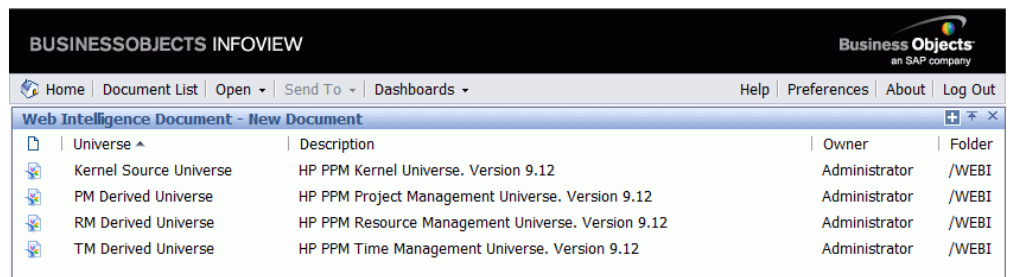 BUSINESSOBJECTS INFOVIEW
Business Objects
an SAP company
Home Document List Open Send To Dashboards Help Preferences About Log Out
Web Intelligence Document - New Document
Universe Description Owner Folder
Kernel Source Universe HP PPM Kernel Universe. Version 9.12 Administrator /WEBI
PM Derived Universe HP PPM Project Management Universe. Version 9.12 Administrator /WEBI
RM Derived Universe HP PPM Resource Management Universe. Version 9.12 Administrator /WEBI
TM Derived Universe HP PPM Time Management Universe. Version 9.12 Administrator /WEBI